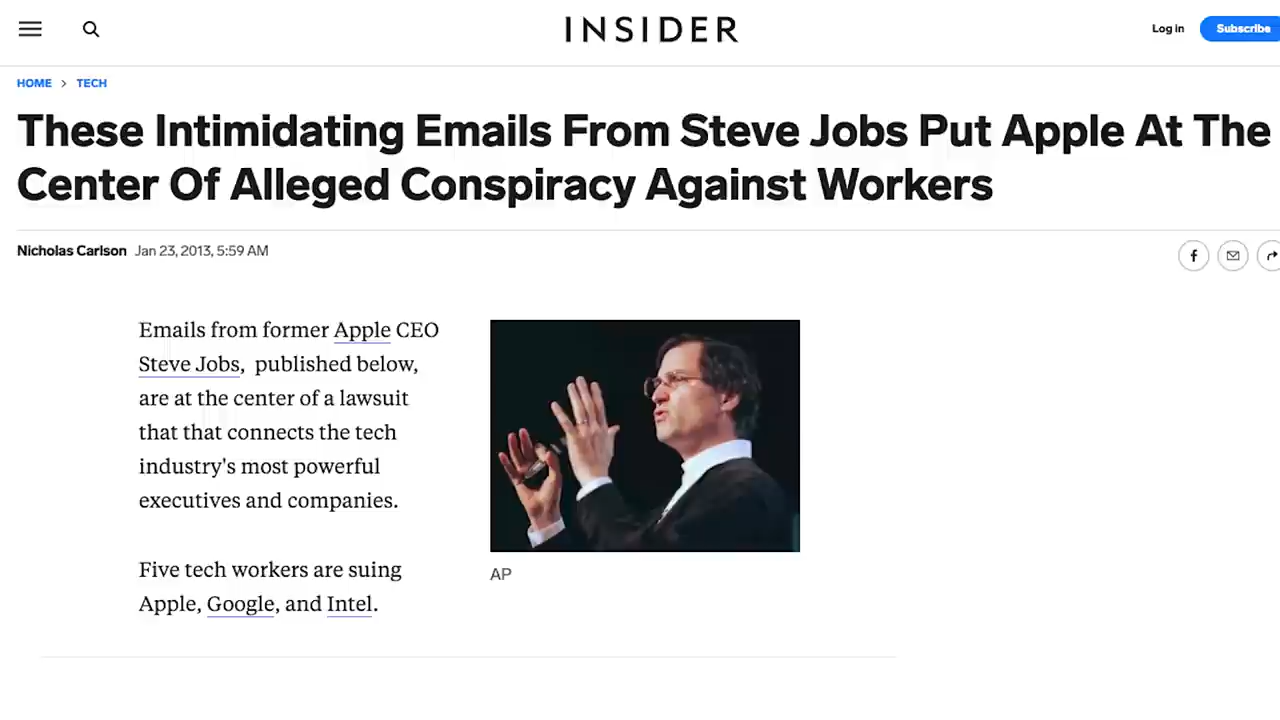 INSIDER
Log in
Subscribe
HOME > TECH
These Intimidating Emails From Steve Jobs Put Apple At The
Center Of Alleged Conspiracy Against Workers
Nicholas Carlson Jan 23, 2013, 5:59 AM
Emails from former Apple CEO
Steve Jobs, published below,
are at the center of a lawsuit
that that connects the tech
industry's most powerful
executives and companies.
Five tech workers are suing
Apple, Google, and Intel.
AP